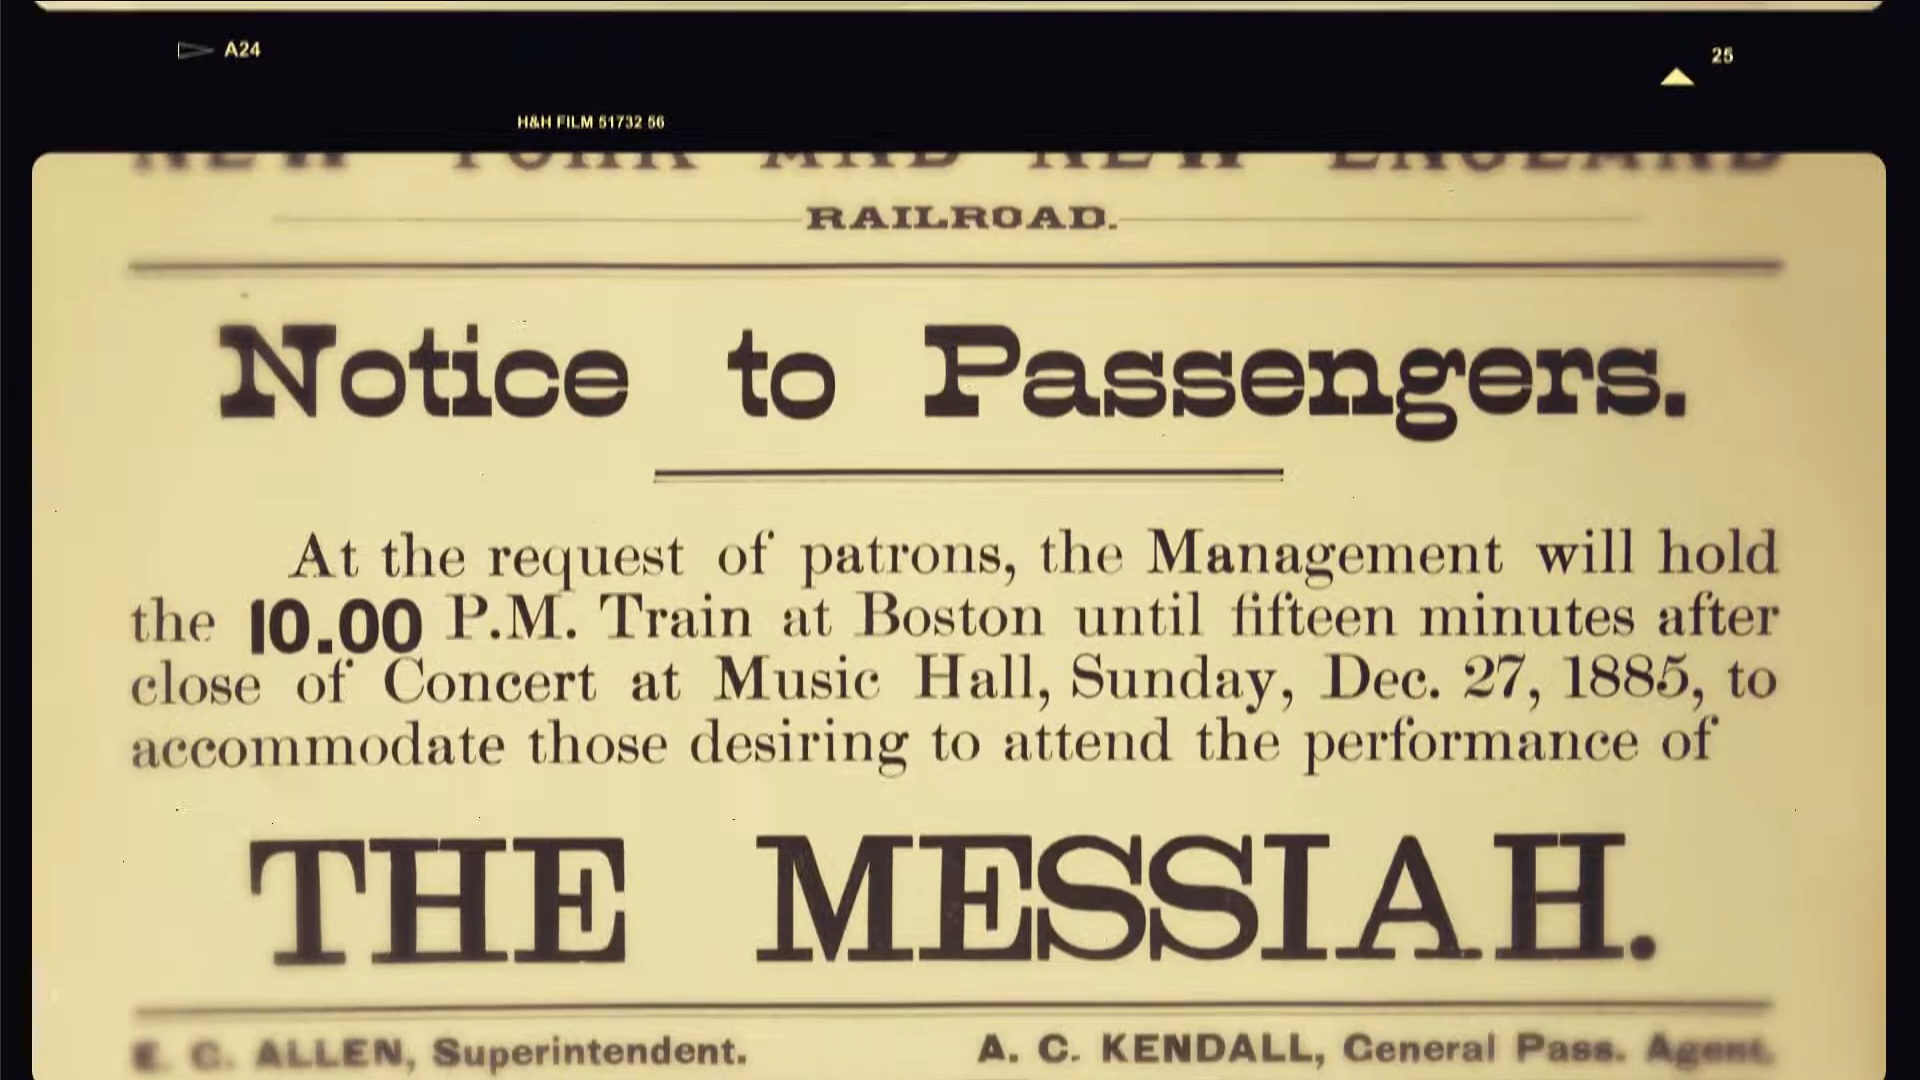 A24
25
H&H FILM 51732 56
NEW YORK AND NEW ENGLAND
RAILROAD.
Notice to Passengers.
At the request of patrons, the Management will hold
the 10.00 P.M. Train at Boston until fifteen minutes after
close of Concert at Music Hall, Sunday, Dec. 27, 1885, to
accommodate those desiring to attend the performance of
THE MESSIAH.
E. C. ALLEN, Superintendent. A. C. KENDALL, General Pass. Agent.